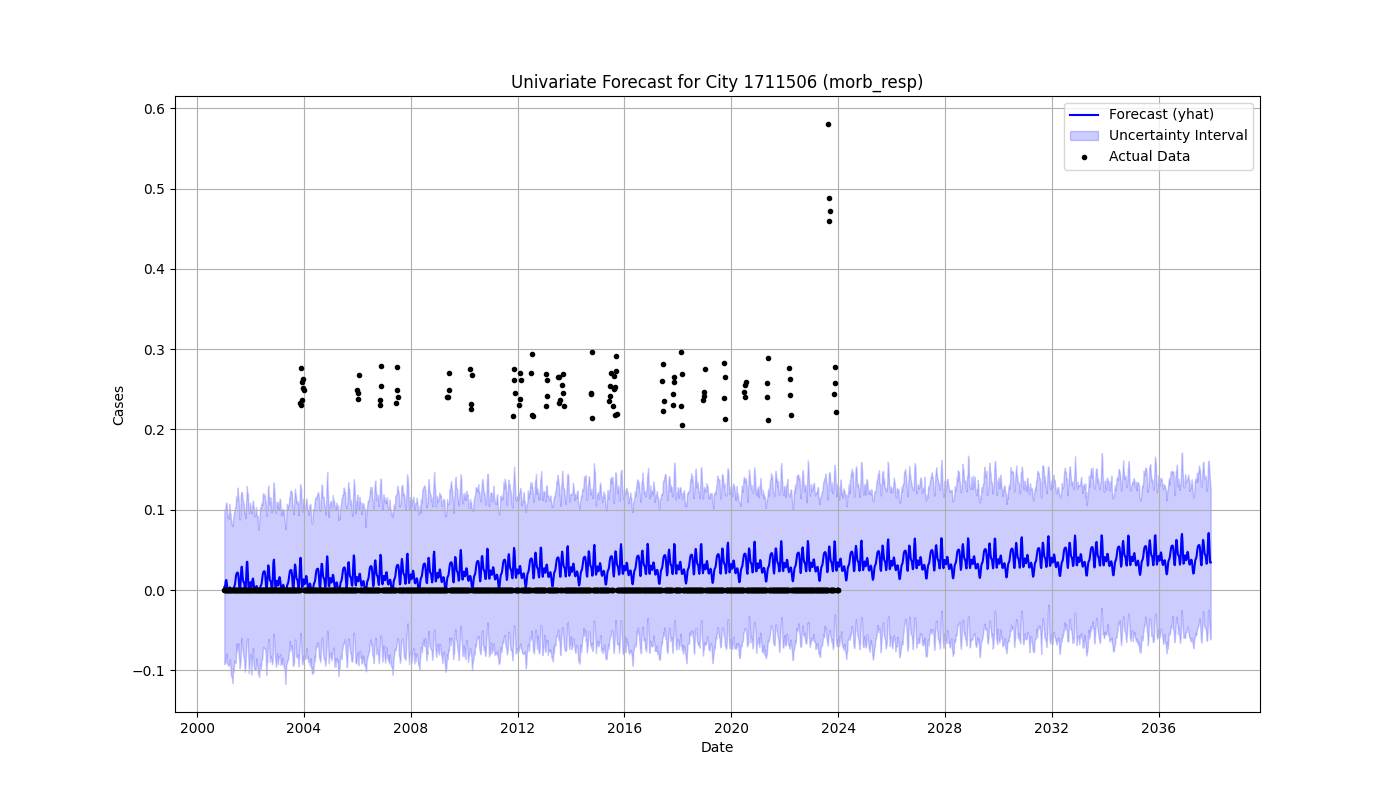 Univariate Forecast for City 1711506 (morb_resp)
Forecast (yhat)
Uncertainty Interval
Actual Data
Cases
0.6
0.5
0.4
0.3
0.2
0.1
0.0
−0.1
2000 2004 2008 2012 2016 2020 2024 2028 2032 2036
Date